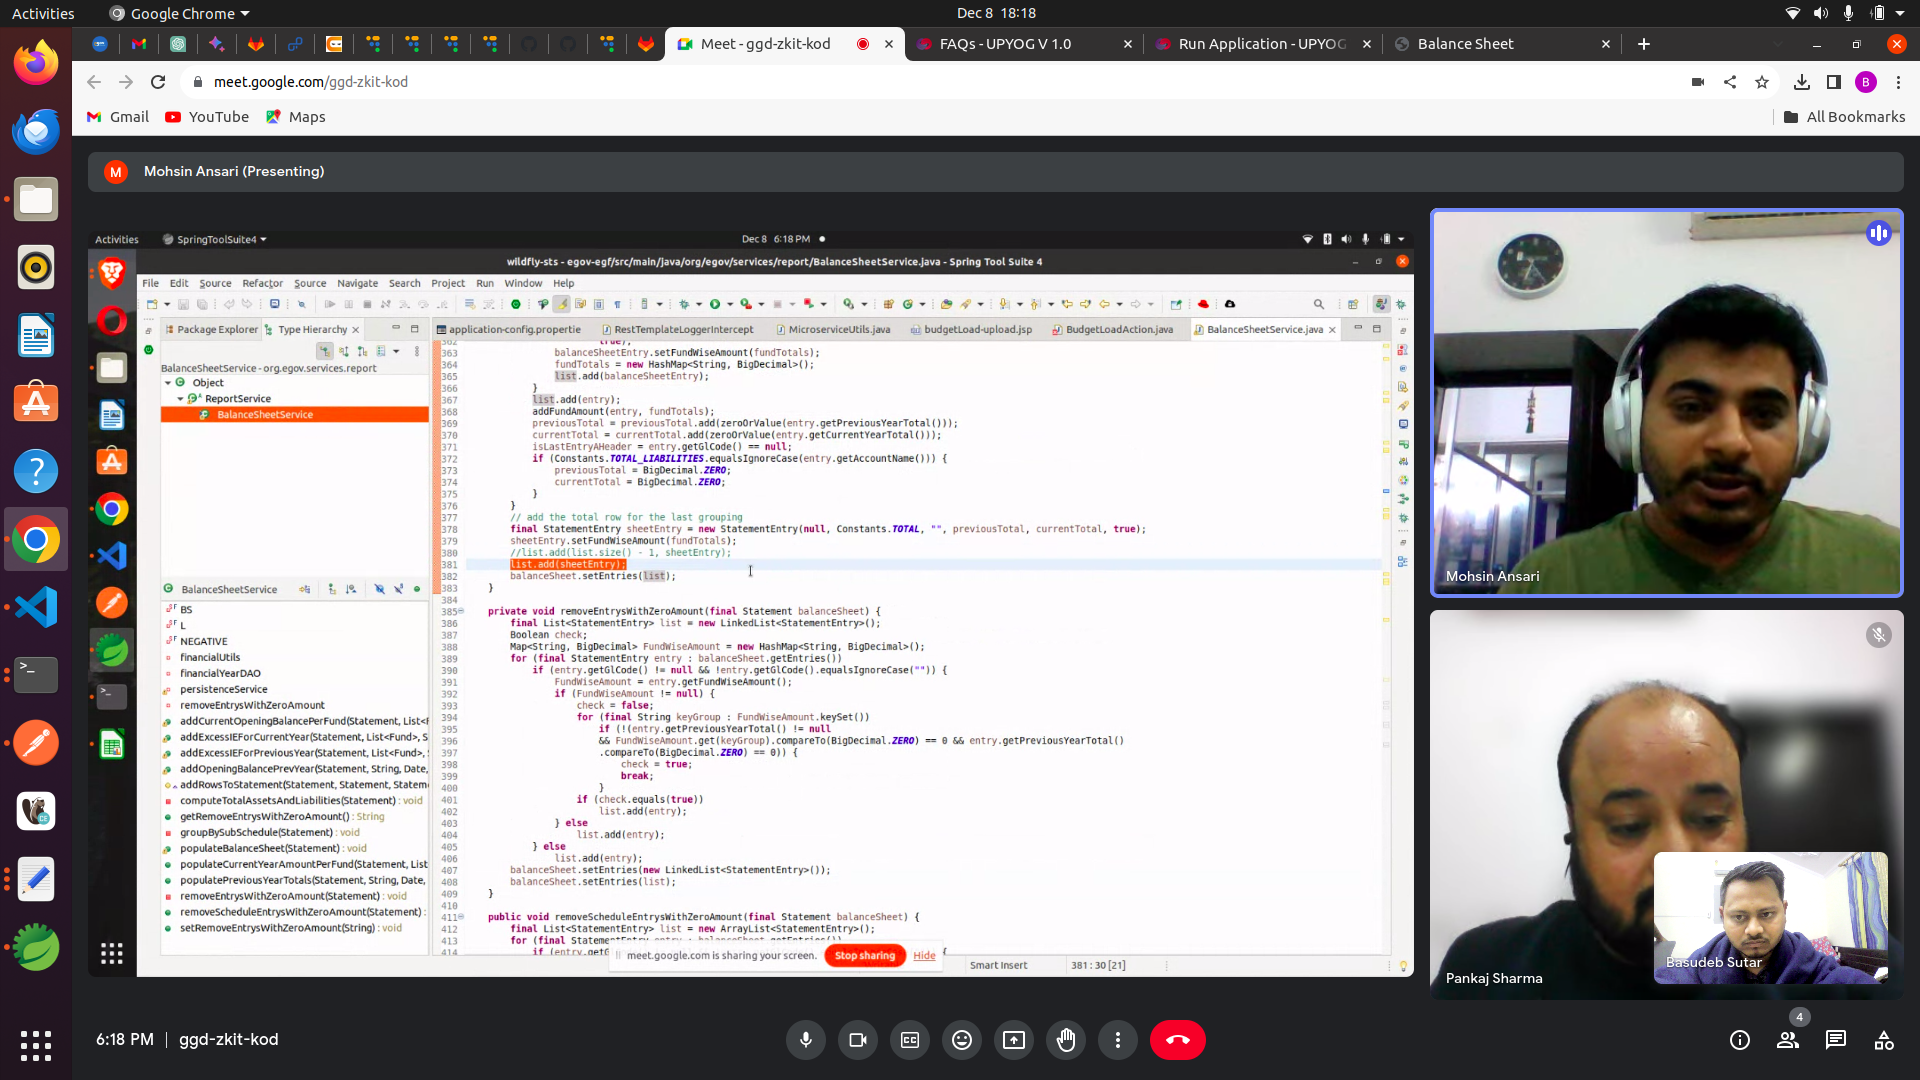 Activities
Google Chrome
Dec 8 18:18
Meet - ggd-zkit-kod
FAQs - UPYOG V 1.0
Run Application - UPYOG
Balance Sheet
meet.google.com/ggd-zkit-kod
B
Gmail
YouTube
Maps
All Bookmarks
M
Mohsin Ansari (Presenting)
Activities
SpringToolSuite4
Dec 8 6:18 PM
wildfly-sts - egov-egf/src/main/java/org/egov/services/report/BalanceSheetService.java - Spring Tool Suite 4
File Edit Source Refactor Source Navigate Search Project Run Window Help
Package Explorer
Type Hierarchy
application-config.propertie
RestTemplateLoggerIntercept
MicroserviceUtils.java
budgetLoad-upload.jsp
BudgetLoadAction.java
BalanceSheetService.java
BalanceSheetService - org.egov.services.report
Object
ReportService
BalanceSheetService
BalanceSheetService
BS
L
NEGATIVE
financialUtils
financialYearDAO
persistenceService
removeEntrysWithZeroAmount
addCurrentOpeningBalancePerFund(Statement, List<F
addExcessIEForCurrentYear(Statement, List<Fund>, S
addExcessIEForPreviousYear(Statement, List<Fund>,
addOpeningBalancePrevYear(Statement, String, Date,
addRowsToStatement(Statement, Statement, Statem
computeTotalAssetsAndLiabilities(Statement) : void
getRemoveEntrysWithZeroAmount() : String
groupBySubSchedule(Statement) : void
populateBalanceSheet(Statement) : void
populateCurrentYearAmountPerFund(Statement, List
populatePreviousYearTotals(Statement, String, Date,
removeEntrysWithZeroAmount(Statement) : void
removeScheduleEntrysWithZeroAmount(Statement) :
setRemoveEntrysWithZeroAmount(String) : void
362 true);
363 balanceSheetEntry.setFundWiseAmount(fundTotals);
364 fundTotals = new HashMap<String, BigDecimal>();
365 list.add(balanceSheetEntry);
366 }
367 list.add(entry);
368 addFundAmount(entry, fundTotals);
369 previousTotal = previousTotal.add(zeroOrValue(entry.getPreviousYearTotal()));
370 currentTotal = currentTotal.add(zeroOrValue(entry.getCurrentYearTotal()));
371 isLastEntryAHeader = entry.getGlCode() == null;
372 if (Constants.TOTAL_LIABILITIES.equalsIgnoreCase(entry.getAccountName())) {
373 previousTotal = BigDecimal.ZERO;
374 currentTotal = BigDecimal.ZERO;
375 }
376 }
377 // add the total row for the last grouping
378 final StatementEntry sheetEntry = new StatementEntry(null, Constants.TOTAL, "", previousTotal, currentTotal, true);
379 sheetEntry.setFundWiseAmount(fundTotals);
380 //list.add(list.size() - 1, sheetEntry);
381 list.add(sheetEntry);
382 balanceSheet.setEntries(list);
383 }
384
385 private void removeEntrysWithZeroAmount(final Statement balanceSheet) {
386 final List<StatementEntry> list = new LinkedList<StatementEntry>();
387 Boolean check;
388 Map<String, BigDecimal> FundWiseAmount = new HashMap<String, BigDecimal>();
389 for (final StatementEntry entry : balanceSheet.getEntries())
390 if (entry.getGlCode() != null && !entry.getGlCode().equalsIgnoreCase("")) {
391 FundWiseAmount = entry.getFundWiseAmount();
392 if (FundWiseAmount != null) {
393 check = false;
394 for (final String keyGroup : FundWiseAmount.keySet())
395 if (!(entry.getPreviousYearTotal() != null
396 && FundWiseAmount.get(keyGroup).compareTo(BigDecimal.ZERO) == 0 && entry.getPreviousYearTotal()
397 .compareTo(BigDecimal.ZERO) == 0)) {
398 check = true;
399 break;
400 }
401 if (check.equals(true))
402 list.add(entry);
403 } else
404 list.add(entry);
405 } else
406 list.add(entry);
407 balanceSheet.setEntries(new LinkedList<StatementEntry>());
408 balanceSheet.setEntries(list);
409 }
410
411 public void removeScheduleEntrysWithZeroAmount(final Statement balanceSheet) {
412 final List<StatementEntry> list = new ArrayList<StatementEntry>();
413 for (final StatementEntry entry : balanceSheet.getEntries())
414 if (entry.getG
meet.google.com is sharing your screen.
Stop sharing
Hide
Smart Insert
381 : 30 [21]
Mohsin Ansari
Pankaj Sharma
Basudeb Sutar
6:18 PM
ggd-zkit-kod
4